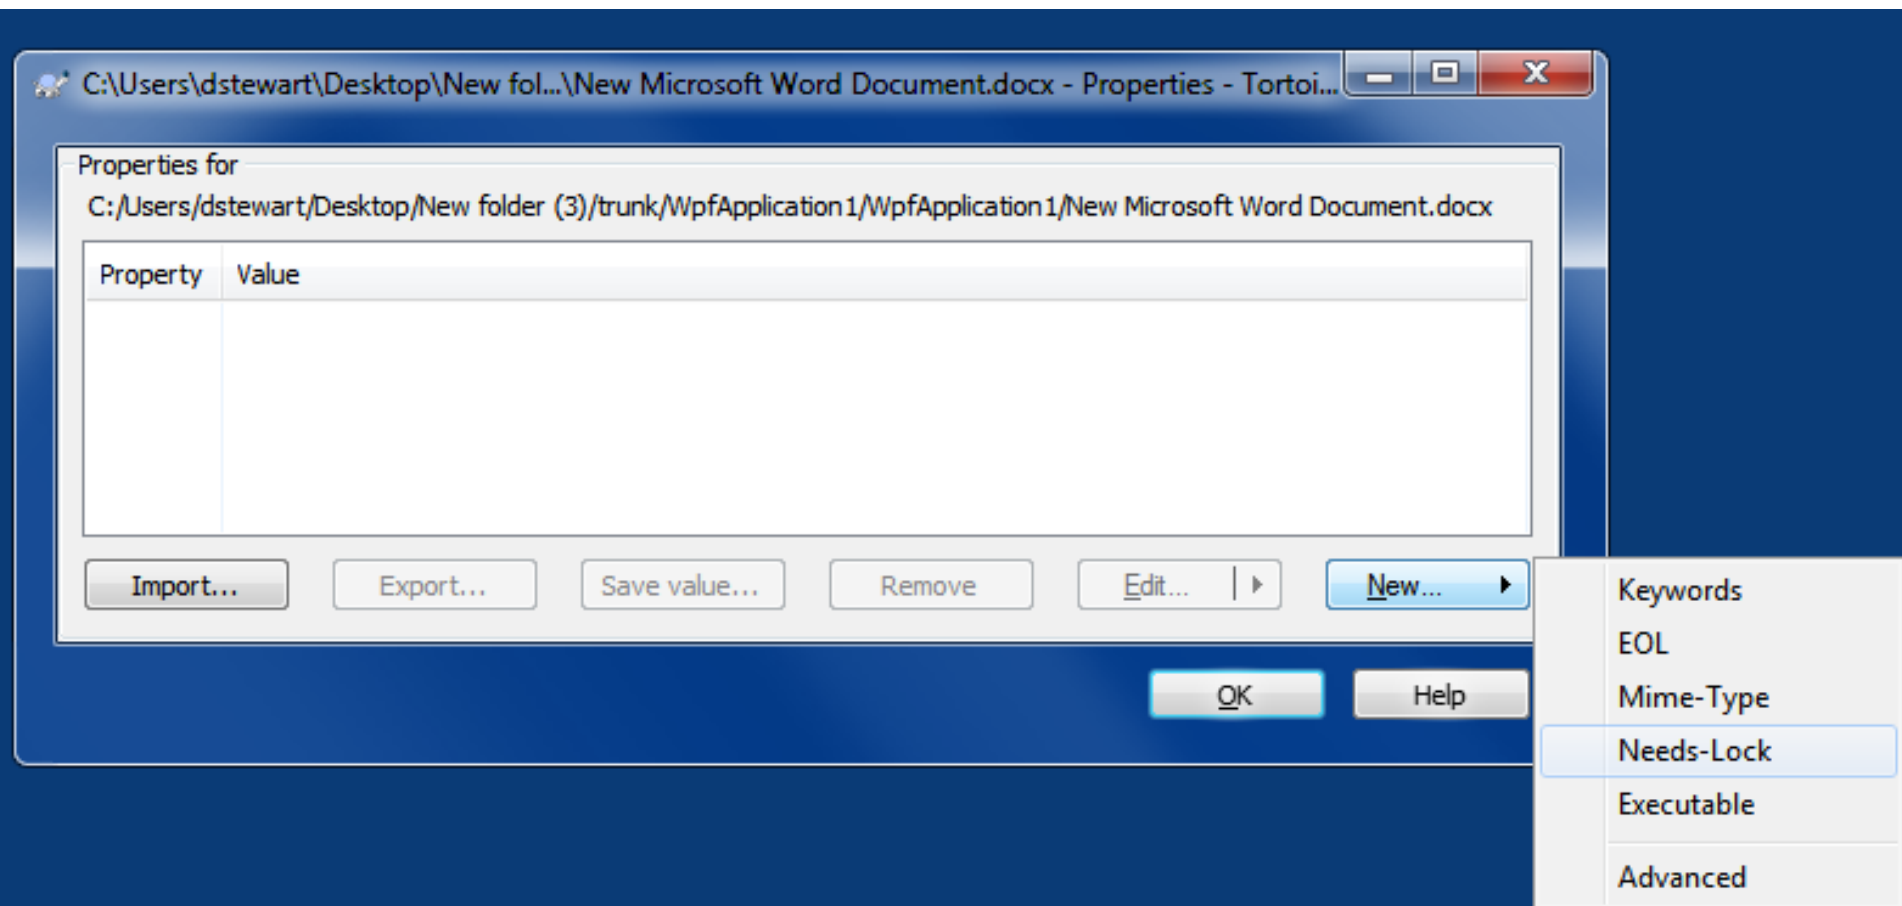 C:\Users\dstewart\Desktop\New fol...\New Microsoft Word Document.docx - Properties - Tortoi...
Properties for
C:/Users/dstewart/Desktop/New folder (3)/trunk/WpfApplication1/WpfApplication1/New Microsoft Word Document.docx
Property Value
Import... Export... Save value... Remove Edit... New...
Keywords
EOL
Mime-Type
Needs-Lock
Executable
Advanced
OK Help